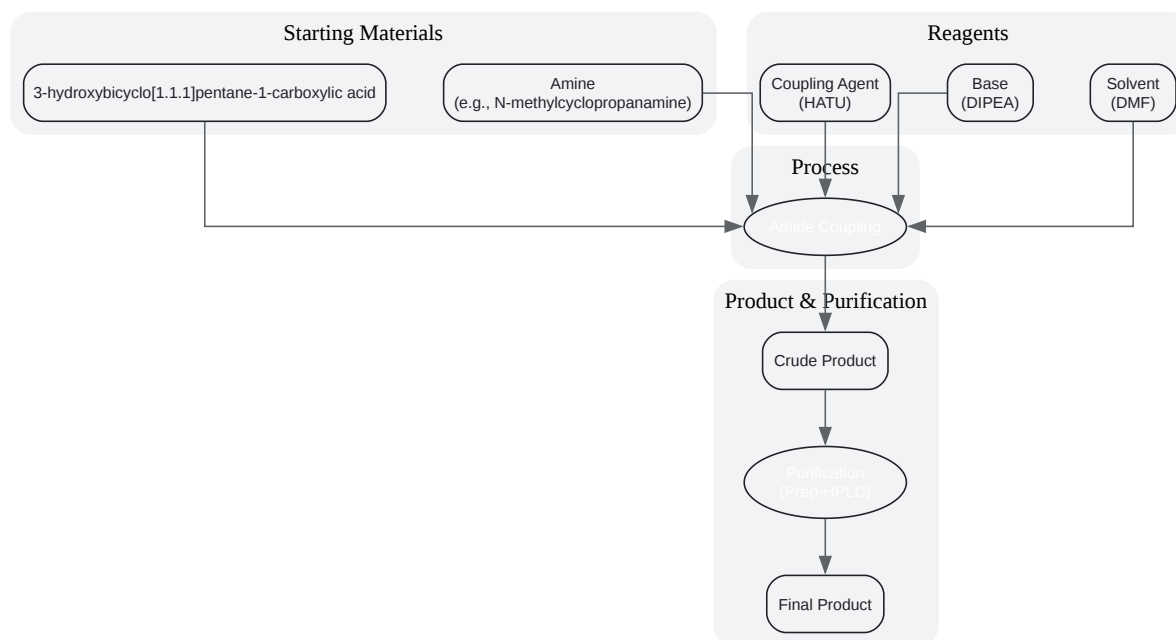 Starting Materials
Reagents
3-hydroxybicyclo[1.1.1]pentane-1-carboxylic acid
Amine
(e.g., N-methylcyclopropanamine)
Coupling Agent
(HATU)
Base
(DIPEA)
Solvent
(DMF)
Process
Amide Coupling
Product & Purification
Crude Product
Purification
(Prep-HPLC)
Final Product